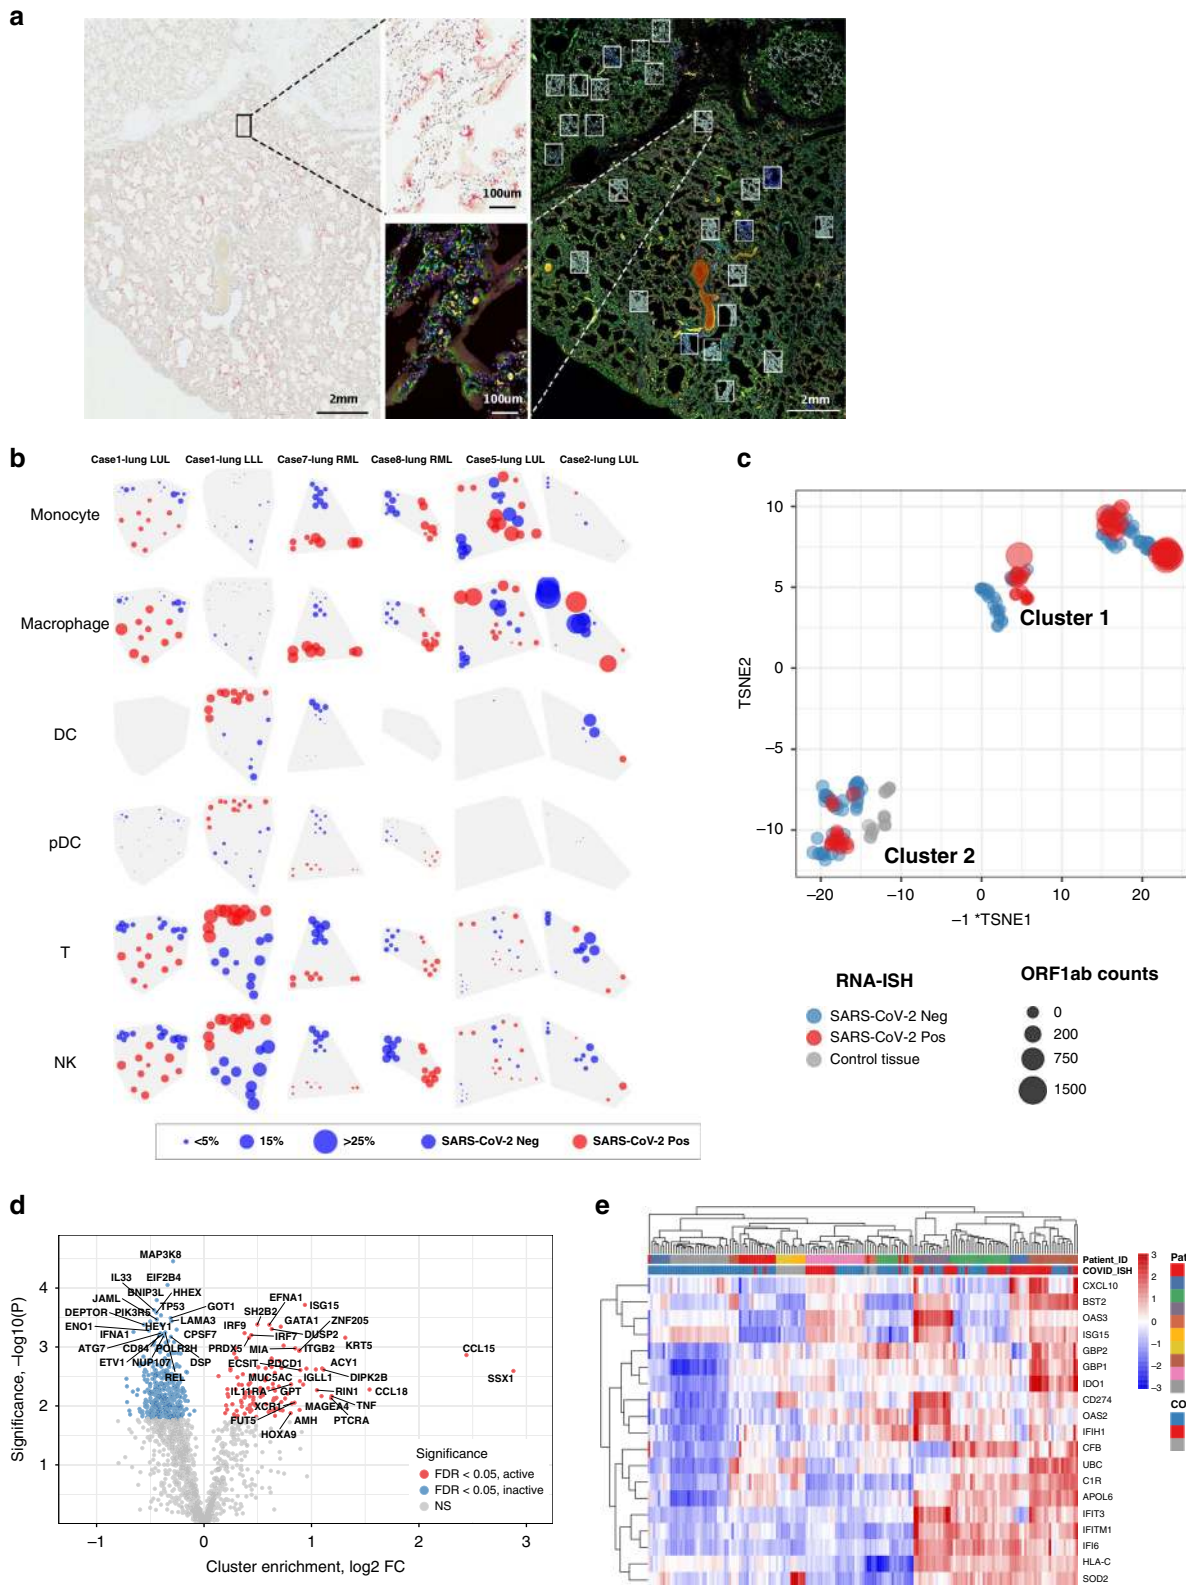 a
100um
100um
2mm
2mm
b
Case1-lung LUL
Case1-lung LLL
Case7-lung RML
Case8-lung RML
Case5-lung LUL
Case2-lung LUL
Monocyte
Macrophage
DC
pDC
T
NK
<5%
15%
>25%
SARS-CoV-2 Neg
SARS-CoV-2 Pos
c
TSNE2
10
5
0
−5
−10
Cluster 1
Cluster 2
−20
−10
0
10
20
−1 *TSNE1
RNA-ISH
SARS-CoV-2 Neg
SARS-CoV-2 Pos
Control tissue
ORF1ab counts
0
200
750
1500
d
Significance, −log10(P)
4
3
2
1
MAP3K8
IL33
EIF2B4
BNIP3L
HHEX
JAML
TP53
DEPTOR
PIK3R5
GOT1
LAMA3
ENO1
HEY1
IFNA1
CPSF7
ATG7
CD84
POLR2H
ETV1
NUP107
DSP
REL
EFNA1
ISG15
SH2B2
GATA1
ZNF205
IRF9
IRF7
DUSP2
PRDX5
MIA
ITGB2
KRT5
ECSIT
PDCD1
ACY1
CCL15
MUC5AC
IGLL1
DIPK2B
SSX1
IL11RA
GPT
RIN1
CCL18
XCR1
MAGEA4
TNF
FUT5
AMH
PTCRA
HOXA9
Significance
FDR < 0.05, active
FDR < 0.05, inactive
NS
−1
0
1
2
3
Cluster enrichment, log2 FC
e
Patient_ID
COVID_ISH
CXCL10
BST2
OAS3
ISG15
GBP2
GBP1
IDO1
CD274
OAS2
IFIH1
CFB
UBC
C1R
APOL6
IFIT3
IFITM1
IFI6
HLA-C
SOD2
3
2
1
0
−1
−2
−3
Pat
CO